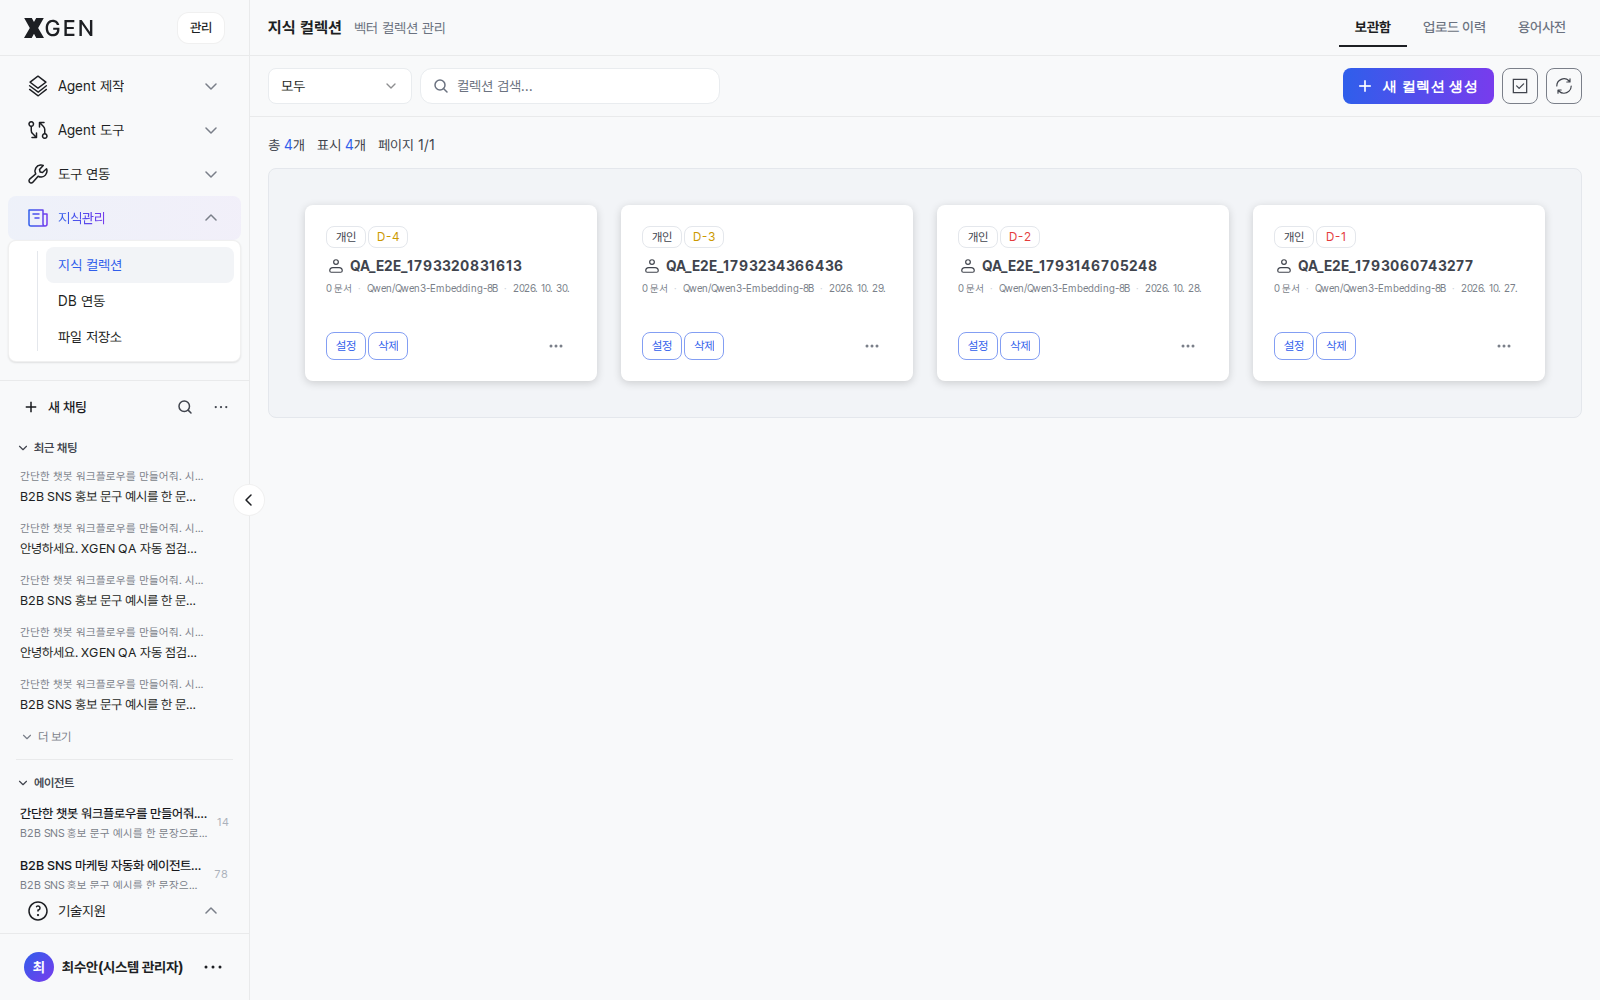 XGEN
관리
Agent 제작
Agent 도구
도구 연동
지식관리
지식 컬렉션
DB 연동
파일 저장소
새 채팅
최근 채팅
간단한 챗봇 워크플로우를 만들어줘. 시...
B2B SNS 홍보 문구 예시를 한 문...
간단한 챗봇 워크플로우를 만들어줘. 시...
안녕하세요. XGEN QA 자동 점검...
간단한 챗봇 워크플로우를 만들어줘. 시...
B2B SNS 홍보 문구 예시를 한 문...
간단한 챗봇 워크플로우를 만들어줘. 시...
안녕하세요. XGEN QA 자동 점검...
간단한 챗봇 워크플로우를 만들어줘. 시...
B2B SNS 홍보 문구 예시를 한 문...
더 보기
에이전트
간단한 챗봇 워크플로우를 만들어줘.... 14
B2B SNS 홍보 문구 예시를 한 문장으로...
B2B SNS 마케팅 자동화 에이전트... 78
B2B SNS 홍보 문구 예시를 한 문장으...
기술지원
최 최수안(시스템 관리자)
지식 컬렉션 벡터 컬렉션 관리
보관함 업로드 이력 용어사전
모두 컬렉션 검색...
새 컬렉션 생성
총 4개 표시 4개 페이지 1/1
개인 D-4
QA_E2E_1793320831613
0 문서 · Qwen/Qwen3-Embedding-8B · 2026. 10. 30.
설정 삭제
개인 D-3
QA_E2E_1793234366436
0 문서 · Qwen/Qwen3-Embedding-8B · 2026. 10. 29.
설정 삭제
개인 D-2
QA_E2E_1793146705248
0 문서 · Qwen/Qwen3-Embedding-8B · 2026. 10. 28.
설정 삭제
개인 D-1
QA_E2E_1793060743277
0 문서 · Qwen/Qwen3-Embedding-8B · 2026. 10. 27.
설정 삭제